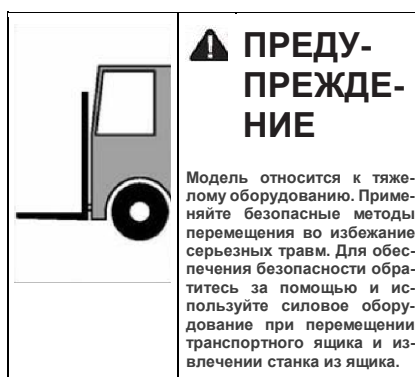 ПРЕДУ-
ПРЕЖДЕ-
НИЕ
Модель относится к тяже-
лому оборудованию. Приме-
няйте безопасные методы
перемещения во избежание
серьезных травм. Для обес-
печения безопасности обра-
титесь за помощью и ис-
пользуйте силовое обору-
дование при перемещении
транспортного ящика и из-
влечении станка из ящика.